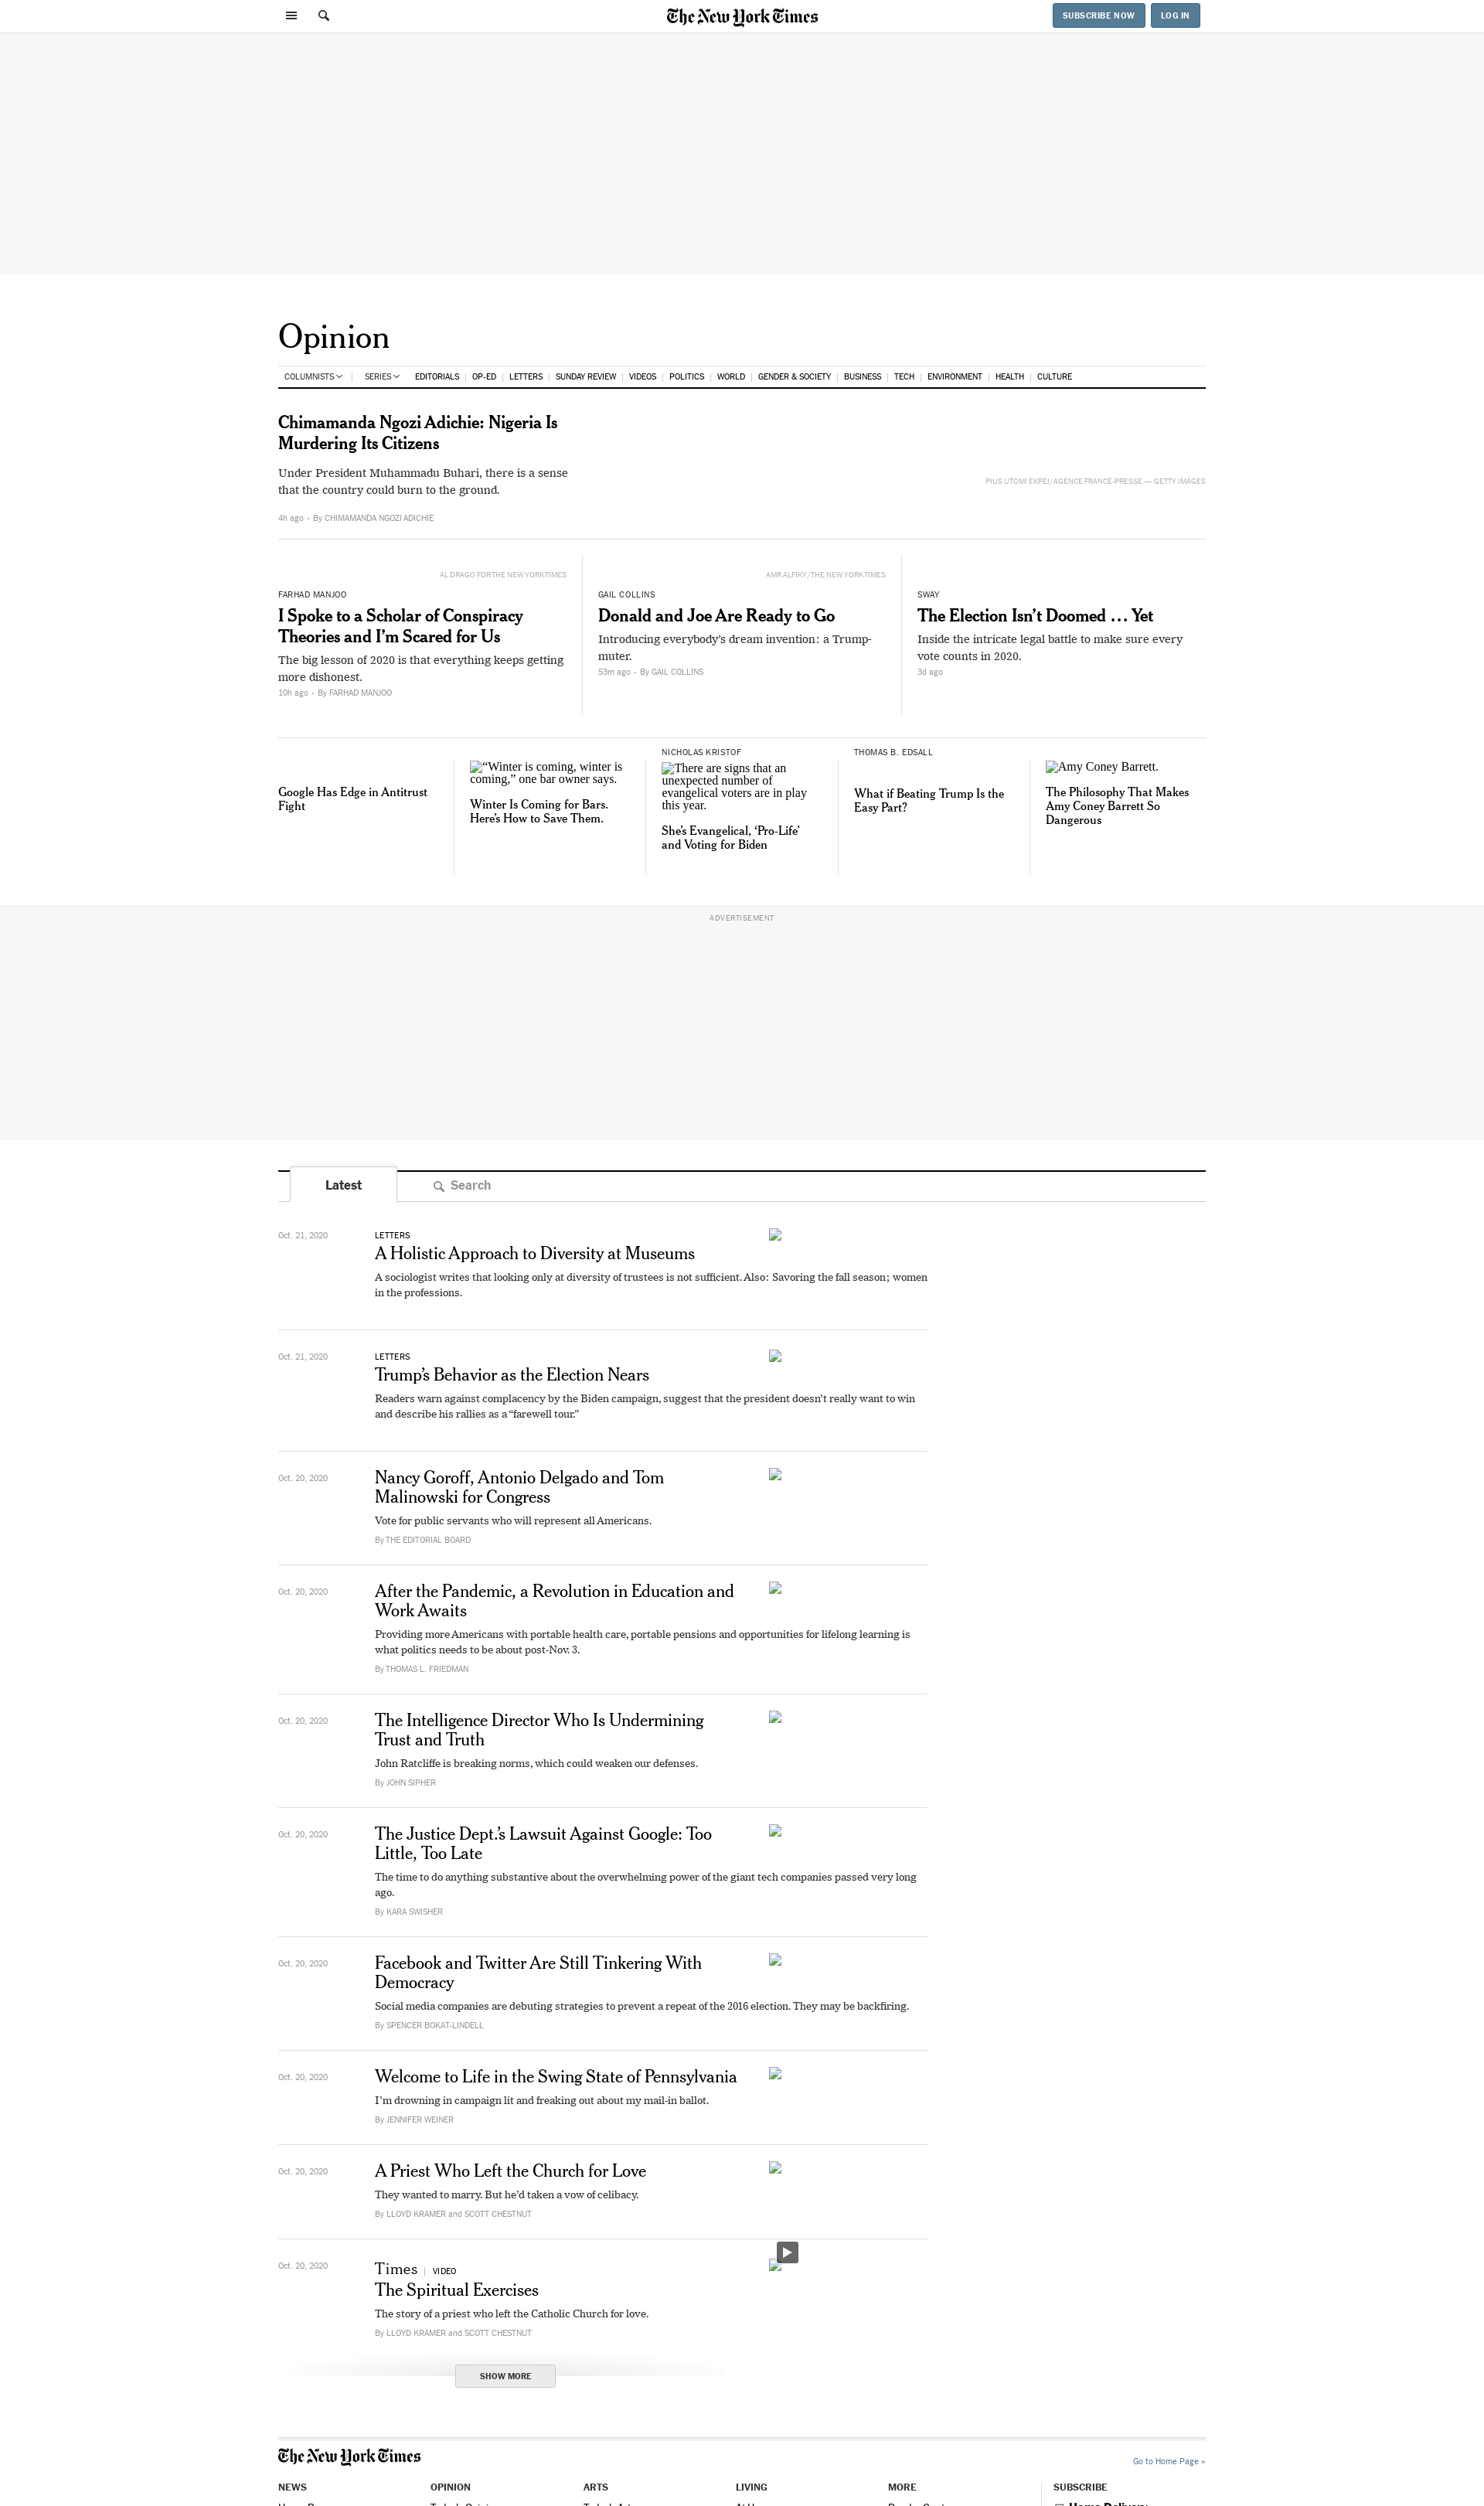 The New York Times
SUBSCRIBE NOW
LOG IN
Opinion
COLUMNISTS
SERIES
EDITORIALS
OP-ED
LETTERS
SUNDAY REVIEW
VIDEOS
POLITICS
WORLD
GENDER & SOCIETY
BUSINESS
TECH
ENVIRONMENT
HEALTH
CULTURE
Chimamanda Ngozi Adichie: Nigeria Is
Murdering Its Citizens
Under President Muhammadu Buhari, there is a sense
that the country could burn to the ground.
4h ago • By CHIMAMANDA NGOZI ADICHIE
PIUS UTOMI EKPEI/AGENCE FRANCE-PRESSE — GETTY IMAGES
AL DRAGO FOR THE NEW YORK TIMES
FARHAD MANJOO
I Spoke to a Scholar of Conspiracy
Theories and I’m Scared for Us
The big lesson of 2020 is that everything keeps getting
more dishonest.
10h ago • By FARHAD MANJOO
AMR ALFIKY/THE NEW YORK TIMES
GAIL COLLINS
Donald and Joe Are Ready to Go
Introducing everybody’s dream invention: a Trump-
muter.
53m ago • By GAIL COLLINS
SWAY
The Election Isn’t Doomed … Yet
Inside the intricate legal battle to make sure every
vote counts in 2020.
3d ago
Google Has Edge in Antitrust
Fight
“Winter is coming, winter is
coming,” one bar owner says.
Winter Is Coming for Bars.
Here’s How to Save Them.
NICHOLAS KRISTOF
There are signs that an
unexpected number of
evangelical voters are in play
this year.
She’s Evangelical, ‘Pro-Life’
and Voting for Biden
THOMAS B. EDSALL
What if Beating Trump Is the
Easy Part?
Amy Coney Barrett.
The Philosophy That Makes
Amy Coney Barrett So
Dangerous
ADVERTISEMENT
Latest
Search
Oct. 21, 2020
LETTERS
A Holistic Approach to Diversity at Museums
A sociologist writes that looking only at diversity of trustees is not sufficient. Also: Savoring the fall season; women
in the professions.
Oct. 21, 2020
LETTERS
Trump’s Behavior as the Election Nears
Readers warn against complacency by the Biden campaign, suggest that the president doesn’t really want to win
and describe his rallies as a “farewell tour.”
Oct. 20, 2020
Nancy Goroff, Antonio Delgado and Tom
Malinowski for Congress
Vote for public servants who will represent all Americans.
By THE EDITORIAL BOARD
Oct. 20, 2020
After the Pandemic, a Revolution in Education and
Work Awaits
Providing more Americans with portable health care, portable pensions and opportunities for lifelong learning is
what politics needs to be about post-Nov. 3.
By THOMAS L. FRIEDMAN
Oct. 20, 2020
The Intelligence Director Who Is Undermining
Trust and Truth
John Ratcliffe is breaking norms, which could weaken our defenses.
By JOHN SIPHER
Oct. 20, 2020
The Justice Dept.’s Lawsuit Against Google: Too
Little, Too Late
The time to do anything substantive about the overwhelming power of the giant tech companies passed very long
ago.
By KARA SWISHER
Oct. 20, 2020
Facebook and Twitter Are Still Tinkering With
Democracy
Social media companies are debuting strategies to prevent a repeat of the 2016 election. They may be backfiring.
By SPENCER BOKAT-LINDELL
Oct. 20, 2020
Welcome to Life in the Swing State of Pennsylvania
I’m drowning in campaign lit and freaking out about my mail-in ballot.
By JENNIFER WEINER
Oct. 20, 2020
A Priest Who Left the Church for Love
They wanted to marry. But he’d taken a vow of celibacy.
By LLOYD KRAMER and SCOTT CHESTNUT
Oct. 20, 2020
Times | VIDEO
The Spiritual Exercises
The story of a priest who left the Catholic Church for love.
By LLOYD KRAMER and SCOTT CHESTNUT
SHOW MORE
The New York Times
Go to Home Page »
NEWS
OPINION
ARTS
LIVING
MORE
SUBSCRIBE